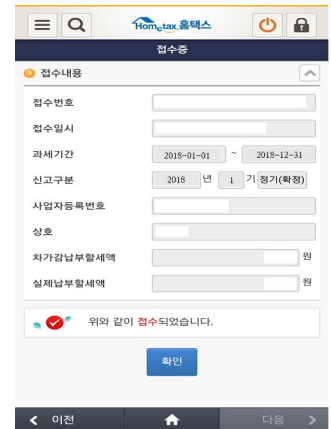 Hometax.홈택스
접수증
접수내용
접수번호
접수일시
과세기간 2018-01-01 ~ 2018-12-31
신고구분 2018 년 1 기 정기(확정)
사업자등록번호
상호
차가감납부할세액 원
실제납부할세액 원
위와 같이 접수되었습니다.
확인
이전 다음